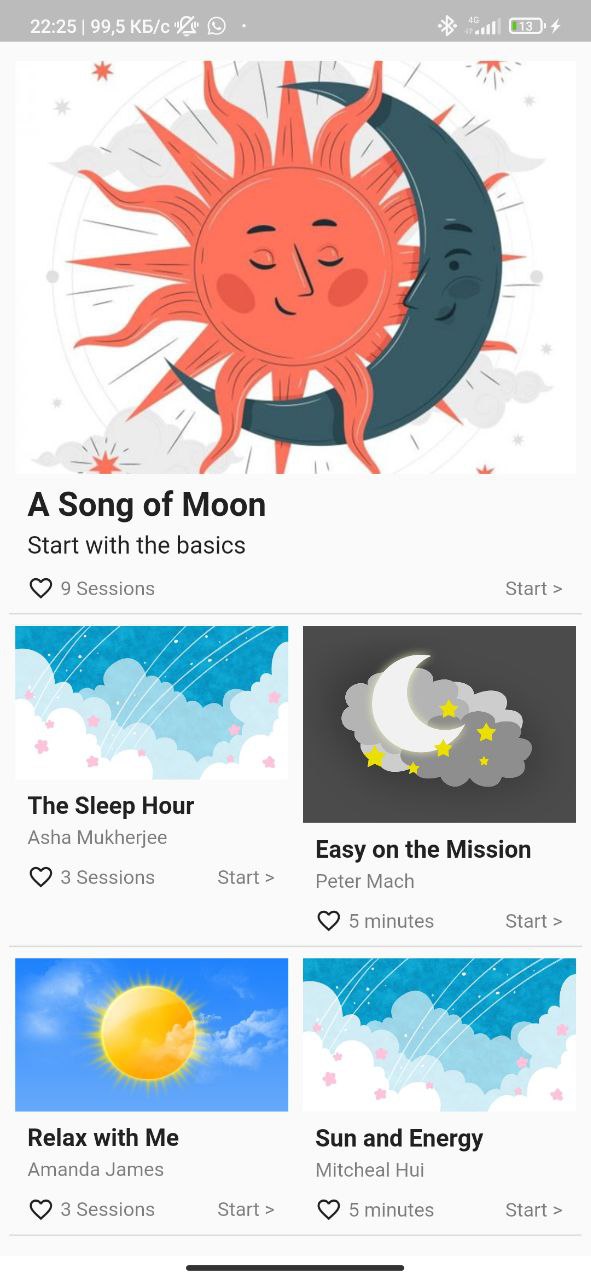 22:25 | 99,5 КБ/с
4G
13
A Song of Moon
Start with the basics
9 Sessions
Start >
The Sleep Hour
Asha Mukherjee
3 Sessions
Start >
Easy on the Mission
Peter Mach
5 minutes
Start >
Relax with Me
Amanda James
3 Sessions
Start >
Sun and Energy
Mitcheal Hui
5 minutes
Start >